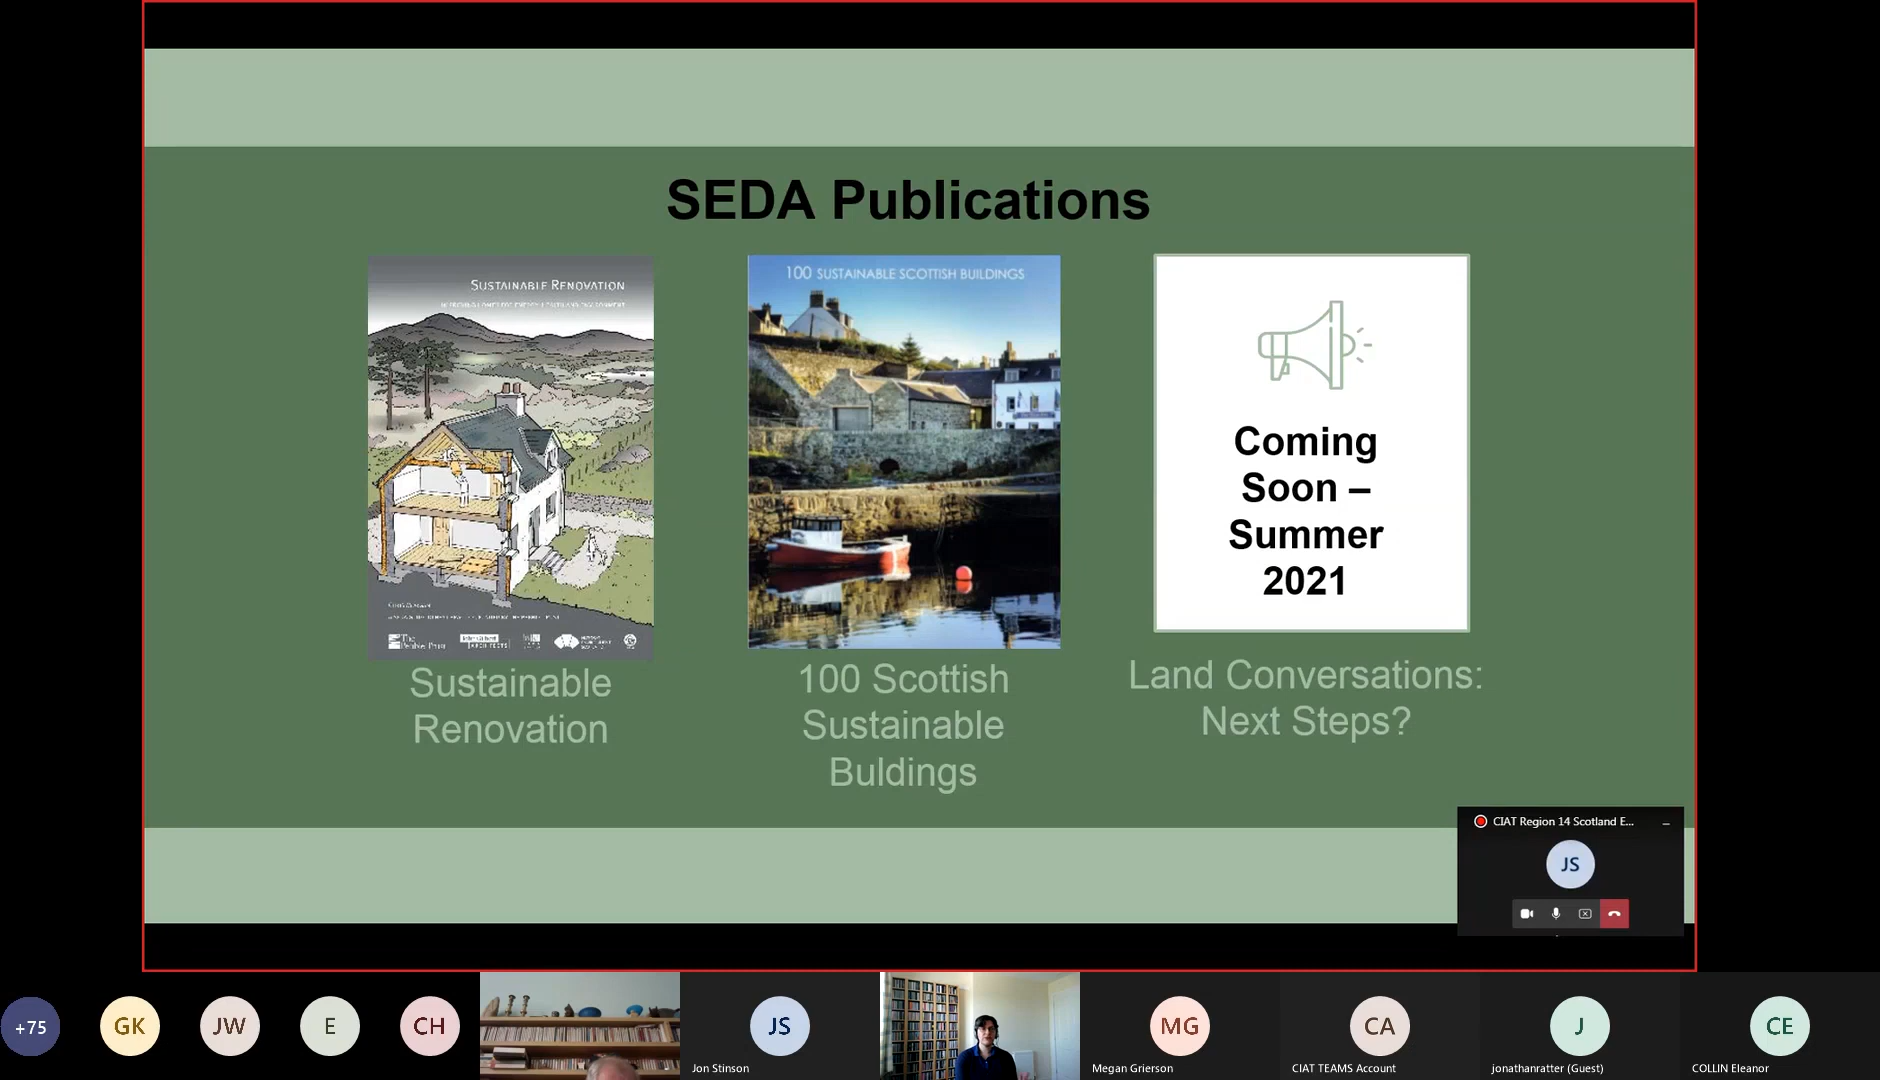 SEDA Publications
SUSTAINABLE RENOVATION
100 SUSTAINABLE SCOTTISH BUILDINGS
Coming
Soon –
Summer
2021
Sustainable
Renovation
100 Scottish
Sustainable
Buldings
Land Conversations:
Next Steps?
CIAT Region 14 Scotland E...
JS
+75
GK
JW
E
CH
JS
Jon Stinson
MG
Megan Grierson
CA
CIAT TEAMS Account
J
jonathanratter (Guest)
CE
COLLIN Eleanor